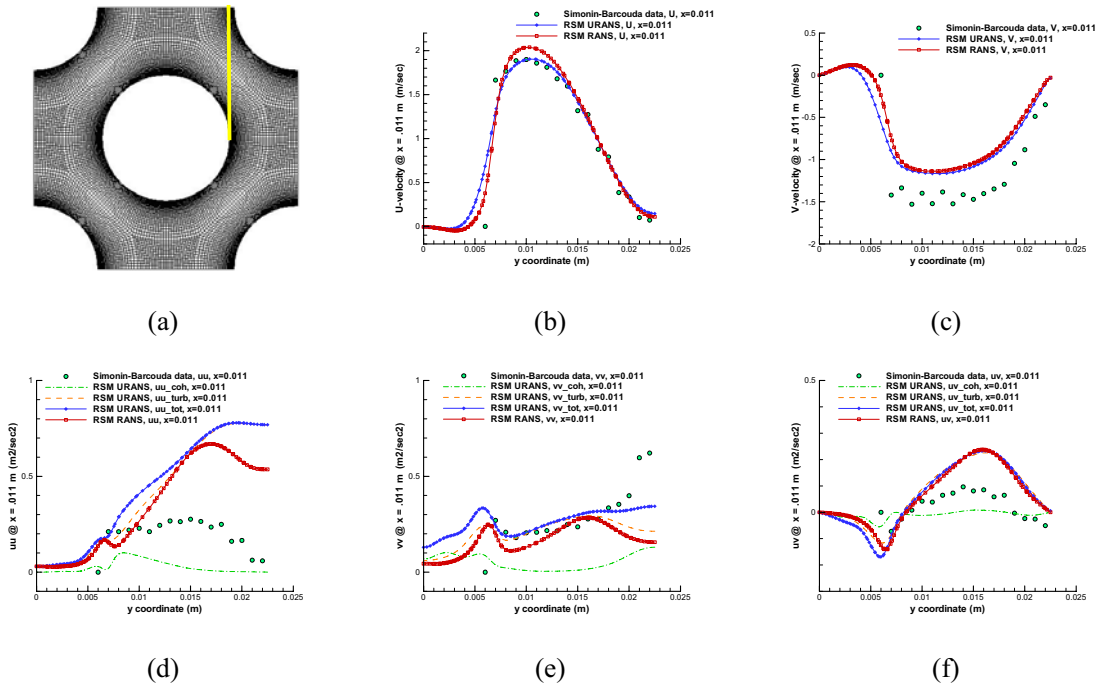 Simonin-Barcouda data, U, x=0.011
RSM URANS, U, x=0.011
RSM RANS, U, x=0.011
U-velocity @ x = .011 m (m/sec)
2
1.5
1
0.5
0
0
0.005
0.01
0.015
0.02
0.025
y coordinate (m)
Simonin-Barcouda data, V, x=0.011
RSM URANS, V, x=0.011
RSM RANS, V, x=0.011
V-velocity @ x = .011 m (m/sec)
0.5
0
-0.5
-1
-1.5
-2
0
0.005
0.01
0.015
0.02
0.025
y coordinate (m)
(a)
(b)
(c)
Simonin-Barcouda data, uu, x=0.011
RSM URANS, uu_coh, x=0.011
RSM URANS, uu_turb, x=0.011
RSM URANS, uu_tot, x=0.011
RSM RANS, uu, x=0.011
uu @ x = .011 m (m2/sec2)
1
0.5
0
0
0.005
0.01
0.015
0.02
0.025
y coordinate (m)
Simonin-Barcouda data, vv, x=0.011
RSM URANS, vv_coh, x=0.011
RSM URANS, vv_turb, x=0.011
RSM URANS, vv_tot, x=0.011
RSM RANS, vv, x=0.011
vv @ x = .011 m (m2/sec2)
1
0.5
0
0
0.005
0.01
0.015
0.02
0.025
y coordinate (m)
Simonin-Barcouda data, uv, x=0.011
RSM URANS, uv_coh, x=0.011
RSM URANS, uv_turb, x=0.011
RSM URANS, uv_tot, x=0.011
RSM RANS, uv, x=0.011
uv @ x = .011 m (m2/sec2)
0.5
0
-0.5
0
0.005
0.01
0.015
0.02
0.025
y coordinate (m)
(d)
(e)
(f)